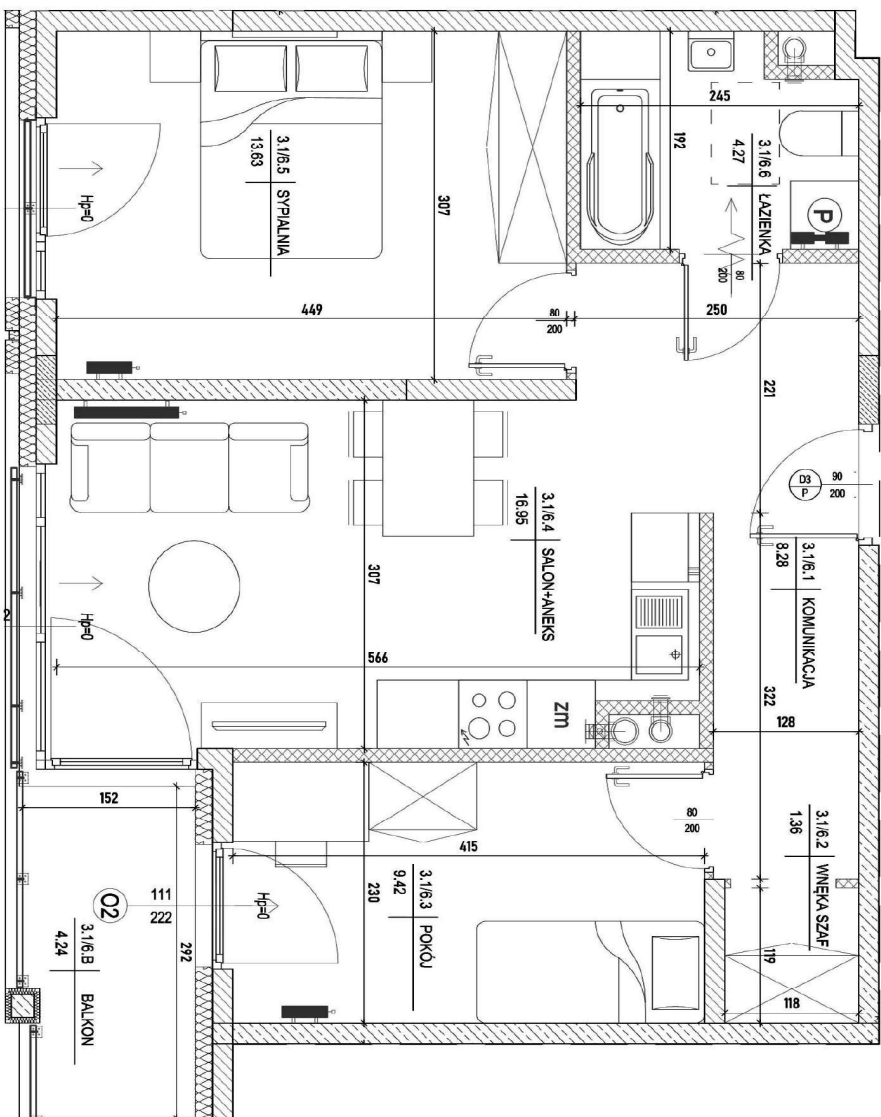 3.1/6.5 SYPIALNIA
13.63
307
449
Hp=0
3.1/6.6 ŁAZIENKA
4.27
245
192
P
80
200
80
200
250
221
D3
P
90
200
3.1/6.4 SALON+ANEKS
16.95
307
566
Hp=0
2
zm
3.1/6.1 KOMUNIKACJA
8.28
322
128
3.1/6.2 WNĘKA SZAF
1.36
119
118
80
200
3.1/6.3 POKÓJ
9.42
415
230
Hp=0
152
111
222
O2
292
3.1/6.B BALKON
4.24